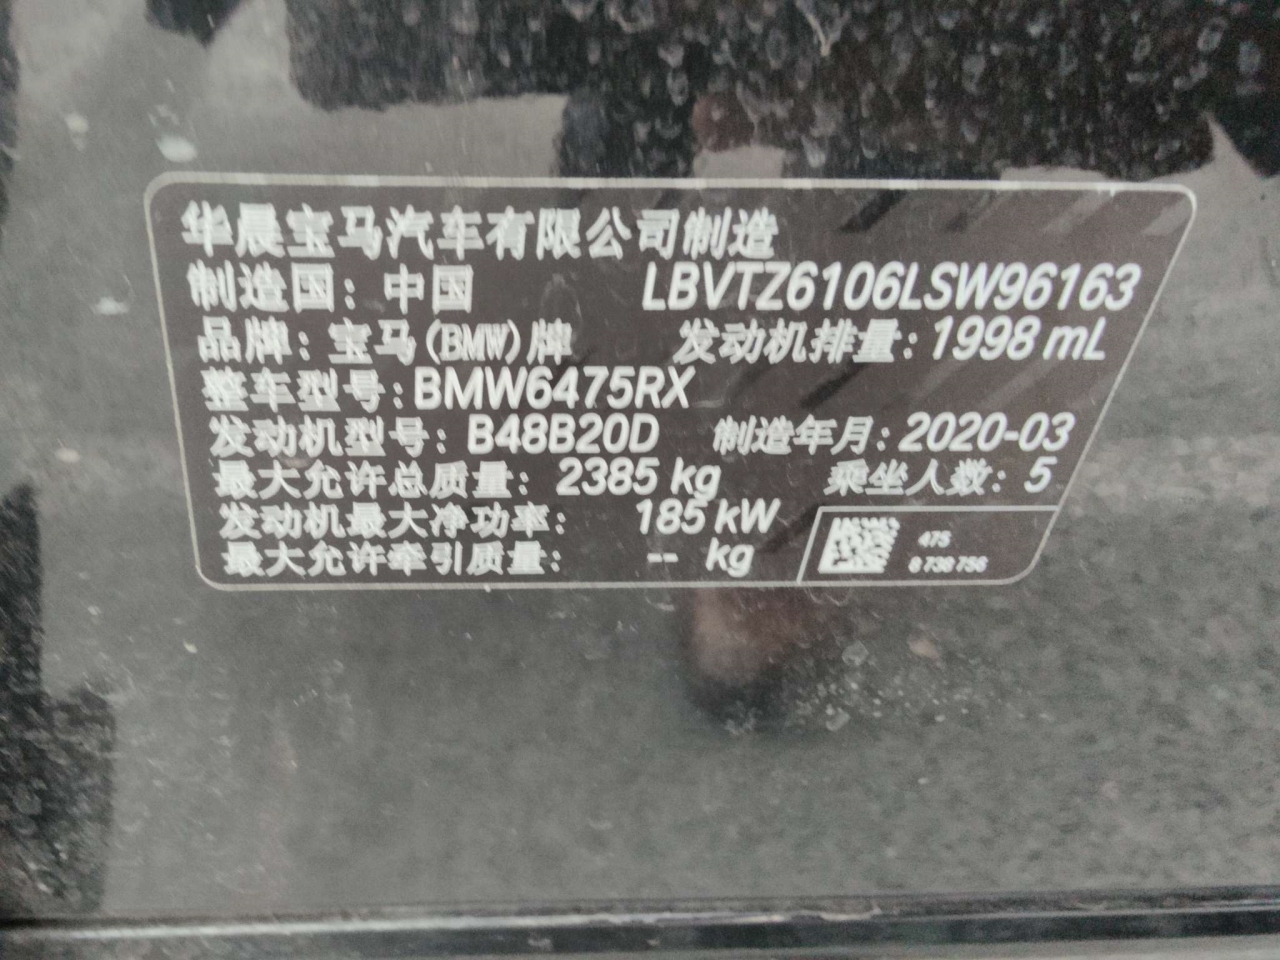 华晨宝马汽车有限公司制造
制造国：中国 LBVTZ6106LSW96163
品牌：宝马(BMW)牌 发动机排量：1998 mL
整车型号：BMW6475RX
发动机型号：B48B20D 制造年月：2020-03
最大允许总质量：2385 kg 乘坐人数：5
发动机最大净功率： 185 kW
最大允许牵引质量： -- kg
475
8 738 756